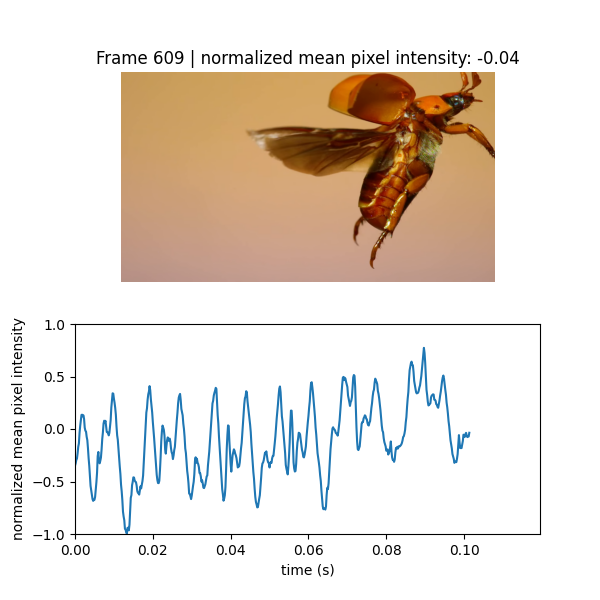 Frame 609 | normalized mean pixel intensity: -0.04
1.0
0.5
0.0
−0.5
−1.0
normalized mean pixel intensity
0.00 0.02 0.04 0.06 0.08 0.10
time (s)